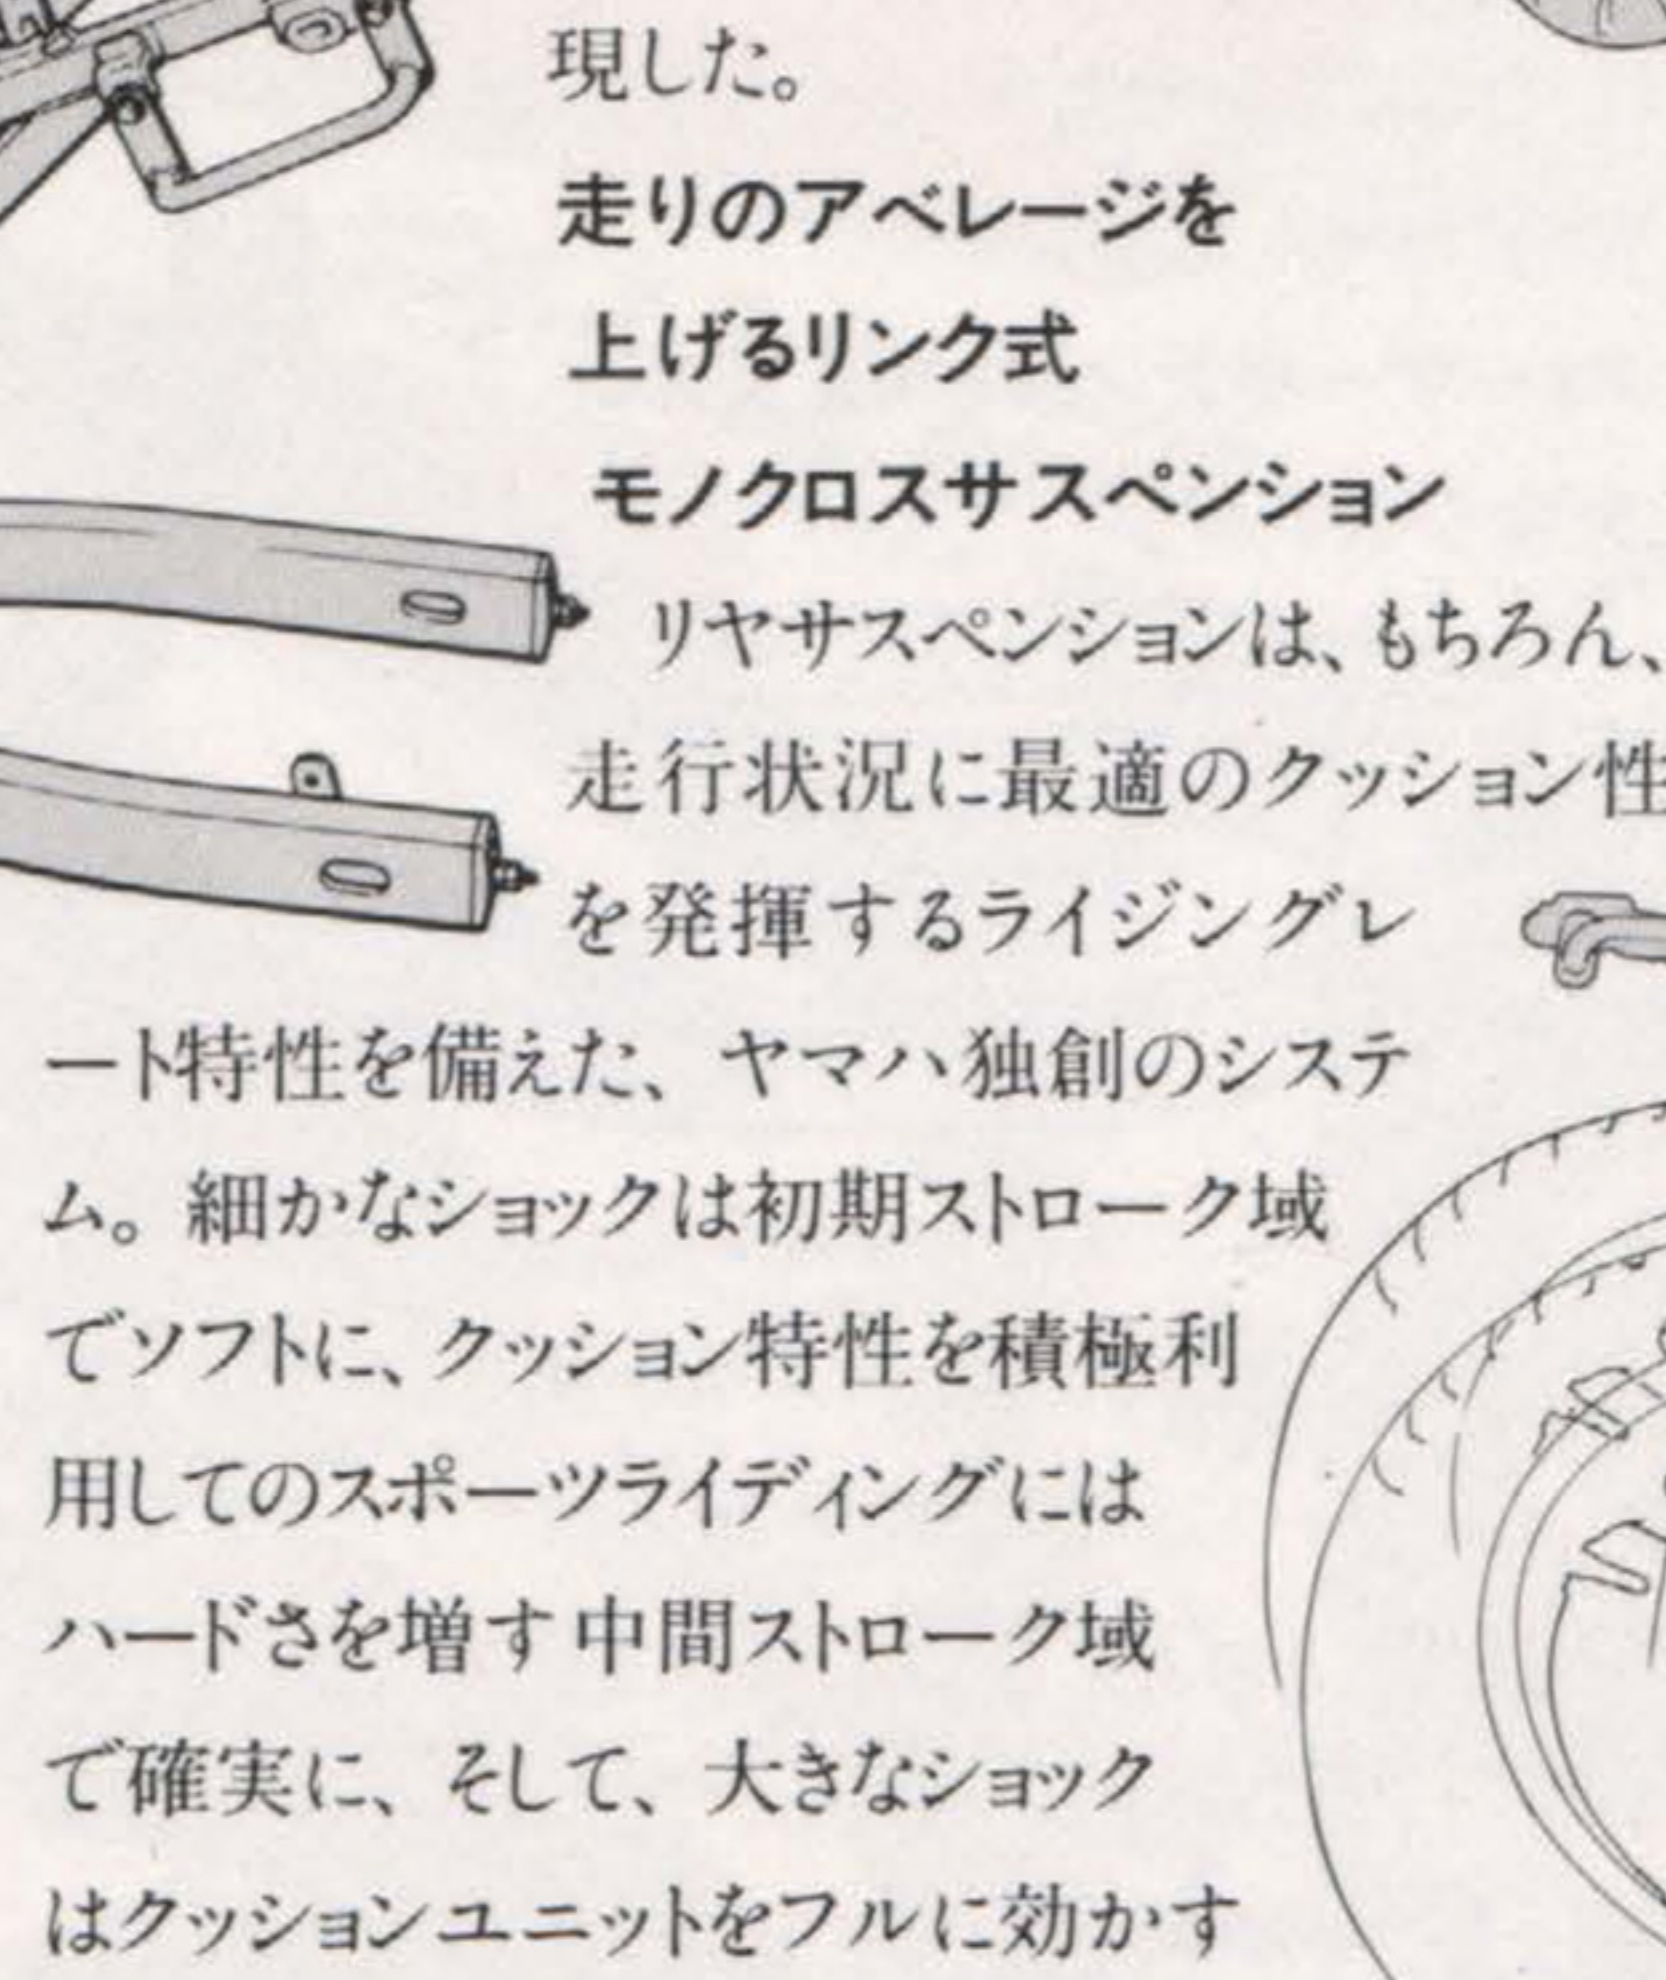 現した。
走りのアベレージを
上げるリンク式
モノクロスサスペンション
リヤサスペンションは、もちろん、
走行状況に最適のクッション性
を発揮するライジングレ
ート特性を備えた、ヤマハ独創のシステ
ム。細かなショックは初期ストローク域
でソフトに、クッション特性を積極利
用してのスポーツライディングには
ハードさを増す中間ストローク域
で確実に、そして、大きなショック
はクッションユニットをフルに効かす